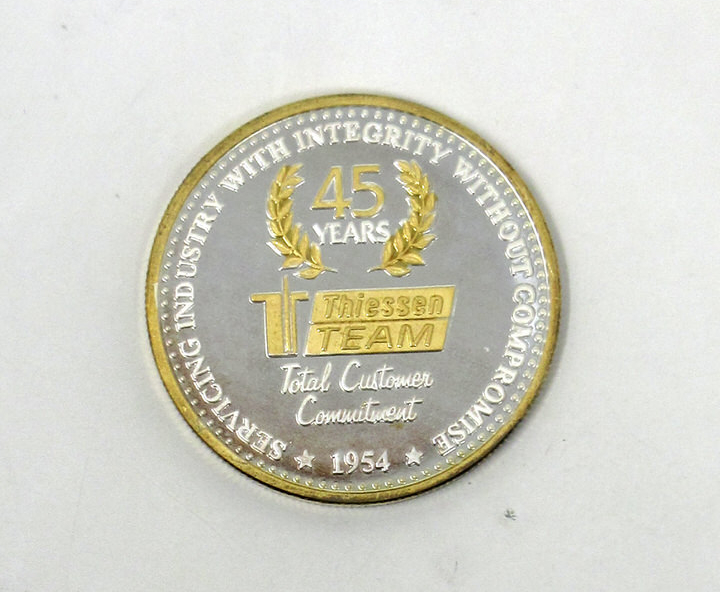 SERVICING INDUSTRY WITH INTEGRITY WITHOUT COMPROMISE
45
YEARS
Thiessen
TEAM
Total Customer
Commitment
★ 1954 ★